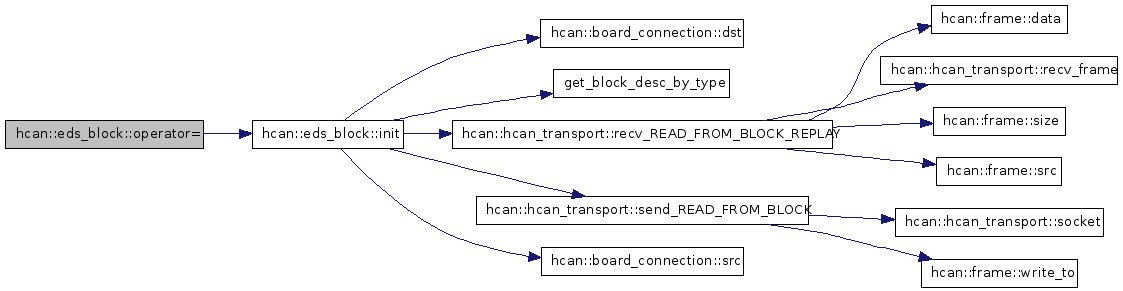 hcan::eds_block::operator=
hcan::eds_block::init
hcan::board_connection::dst
get_block_desc_by_type
hcan::hcan_transport::recv_READ_FROM_BLOCK_REPLAY
hcan::hcan_transport::send_READ_FROM_BLOCK
hcan::board_connection::src
hcan::frame::data
hcan::hcan_transport::recv_frame
hcan::frame::size
hcan::frame::src
hcan::hcan_transport::socket
hcan::frame::write_to